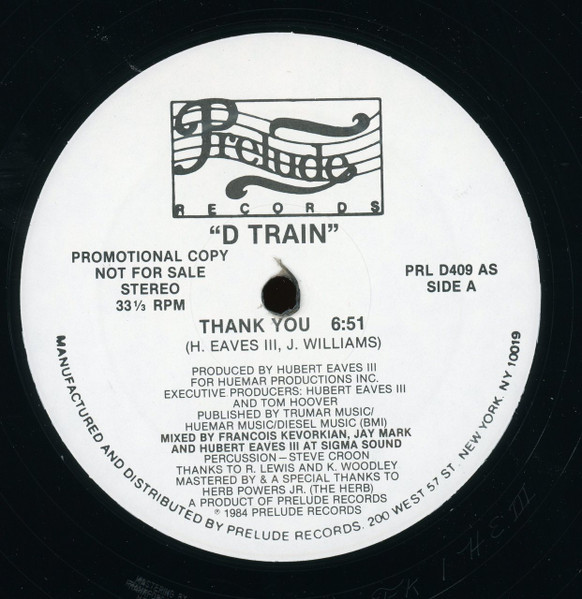 Prelude
RECORDS
"D TRAIN"
PROMOTIONAL COPY
NOT FOR SALE
STEREO
33 1/3 RPM
PRL D409 AS
SIDE A
THANK YOU 6:51
(H. EAVES III, J. WILLIAMS)
PRODUCED BY HUBERT EAVES III
FOR HUEMAR PRODUCTIONS INC.
EXECUTIVE PRODUCERS: HUBERT EAVES III
AND TOM HOOVER
PUBLISHED BY TRUMAR MUSIC/
HUEMAR MUSIC/DIESEL MUSIC (BMI)
MIXED BY FRANCOIS KEVORKIAN, JAY MARK
AND HUBERT EAVES III AT SIGMA SOUND
PERCUSSION—STEVE CROON
THANKS TO R. LEWIS AND K. WOODLEY
MASTERED BY & A SPECIAL THANKS TO
HERB POWERS JR. (THE HERB)
A PRODUCT OF PRELUDE RECORDS
℗ 1984 PRELUDE RECORDS
MANUFACTURED AND DISTRIBUTED BY PRELUDE RECORDS, 200 WEST 57 ST. NEW YORK, NY 10019